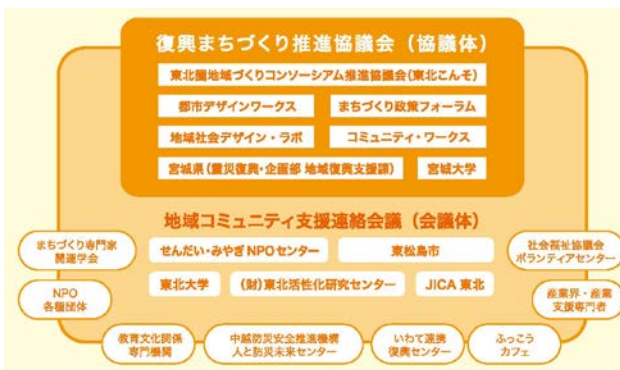 復興まちづくり推進協議会（協議体）
東北圏地域づくりコンソーシアム推進協議会(東北こんそ)
都市デザインワークス
まちづくり政策フォーラム
地域社会デザイン・ラボ
コミュニティ・ワークス
宮城県（震災復興・企画部 地域復興支援課）
宮城大学
地域コミュニティ支援連絡会議（会議体）
せんだい・みやぎNPOセンター
東松島市
東北大学
（財）東北活性化研究センター
JICA 東北
まちづくり専門家
関連学会
社会福祉協議会
ボランティアセンター
NPO
各種団体
産業界・産業
支援専門者
教育文化関係
専門機関
中越防災安全推進機構
人と防災未来センター
いわて連携
復興センター
ふっこう
カフェ